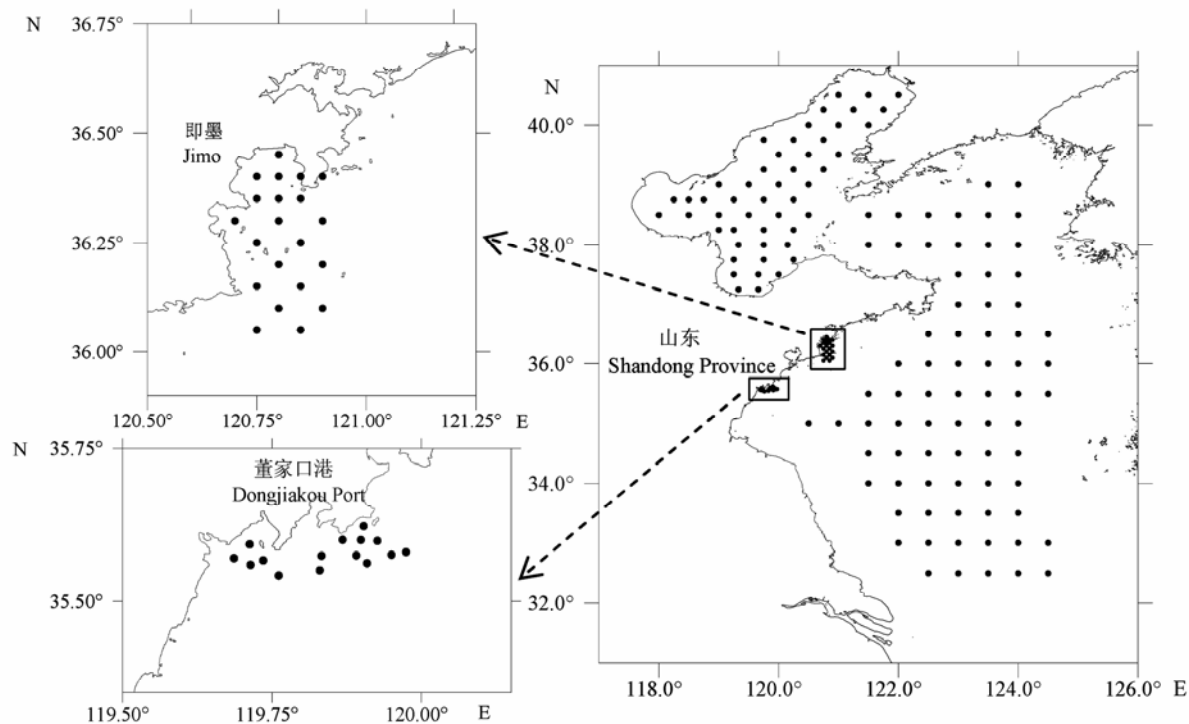 N
36.75°
36.50°
36.25°
36.00°
即墨
Jimo
120.50°
120.75°
121.00°
121.25°
E
N
35.75°
35.50°
董家口港
Dongjiakou Port
119.50°
119.75°
120.00°
E
N
40.0°
38.0°
36.0°
34.0°
32.0°
山东
Shandong Province
118.0°
120.0°
122.0°
124.0°
126.0°
E